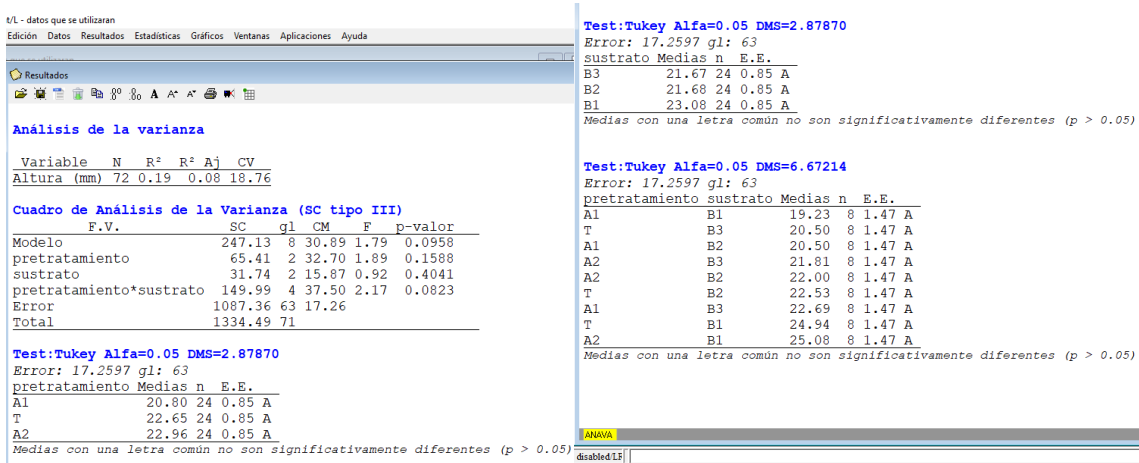 t/L - datos que se utilizaran
Edición Datos Resultados Estadísticas Gráficos Ventanas Aplicaciones Ayuda
Resultados
Análisis de la varianza
Variable N R² R² Aj CV
Altura (mm) 72 0.19 0.08 18.76
Cuadro de Análisis de la Varianza (SC tipo III)
F.V. SC gl CM F p-valor
Modelo 247.13 8 30.89 1.79 0.0958
pretratamiento 65.41 2 32.70 1.89 0.1588
sustrato 31.74 2 15.87 0.92 0.4041
pretratamiento*sustrato 149.99 4 37.50 2.17 0.0823
Error 1087.36 63 17.26
Total 1334.49 71
Test:Tukey Alfa=0.05 DMS=2.87870
Error: 17.2597 gl: 63
pretratamiento Medias n E.E.
A1 20.80 24 0.85 A
T 22.65 24 0.85 A
A2 22.96 24 0.85 A
Medias con una letra común no son significativamente diferentes (p > 0.05)
Test:Tukey Alfa=0.05 DMS=2.87870
Error: 17.2597 gl: 63
sustrato Medias n E.E.
B3 21.67 24 0.85 A
B2 21.68 24 0.85 A
B1 23.08 24 0.85 A
Medias con una letra común no son significativamente diferentes (p > 0.05)
Test:Tukey Alfa=0.05 DMS=6.67214
Error: 17.2597 gl: 63
pretratamiento sustrato Medias n E.E.
A1 B1 19.23 8 1.47 A
T B3 20.50 8 1.47 A
A1 B2 20.50 8 1.47 A
A2 B3 21.81 8 1.47 A
A2 B2 22.00 8 1.47 A
T B2 22.53 8 1.47 A
A1 B3 22.69 8 1.47 A
T B1 24.94 8 1.47 A
A2 B1 25.08 8 1.47 A
Medias con una letra común no son significativamente diferentes (p > 0.05)
ANAVA
disabled/LF